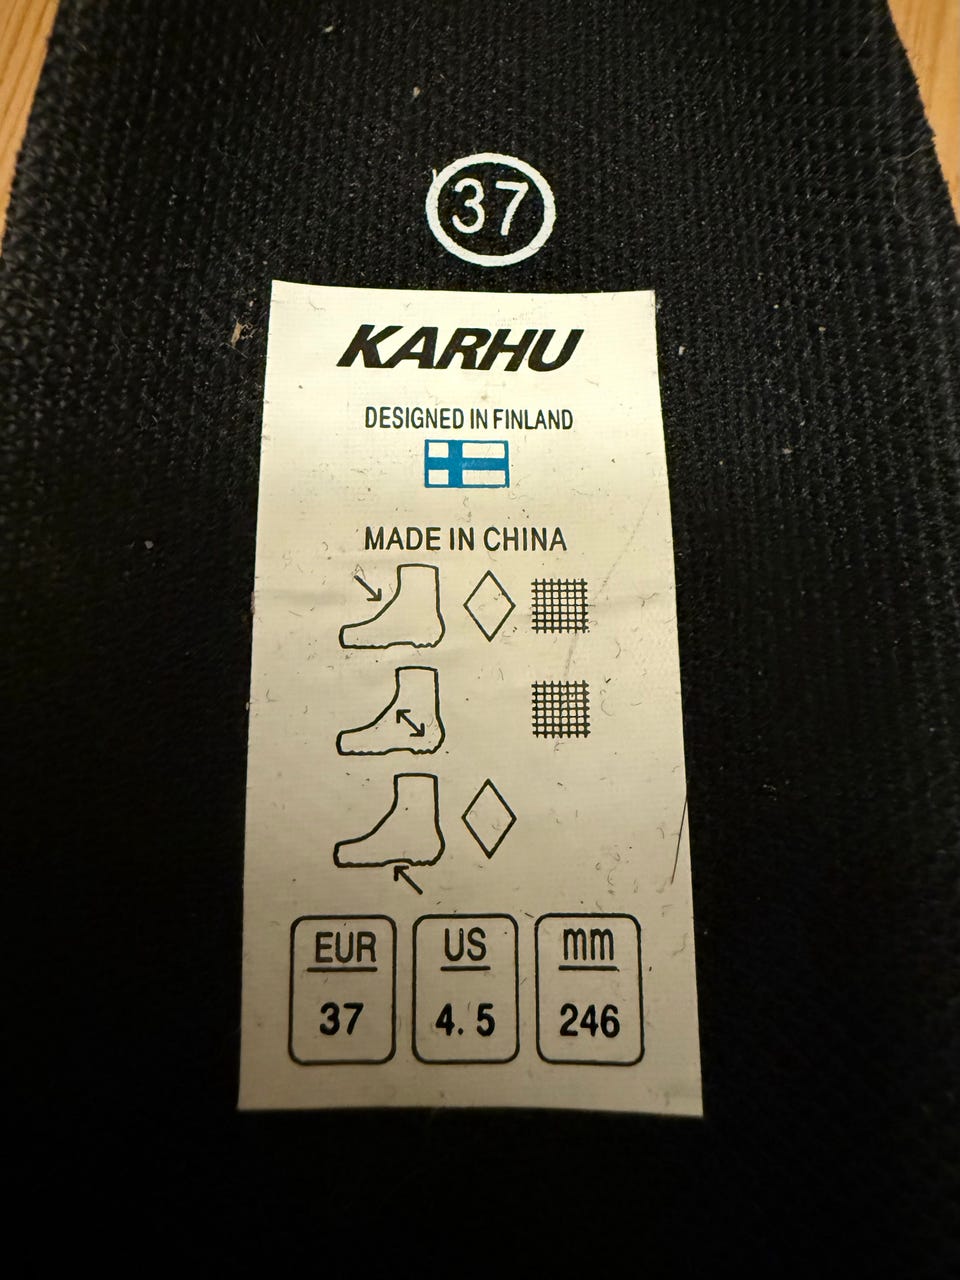 37
KARHU
DESIGNED IN FINLAND
MADE IN CHINA
EUR US mm
37 4.5 246